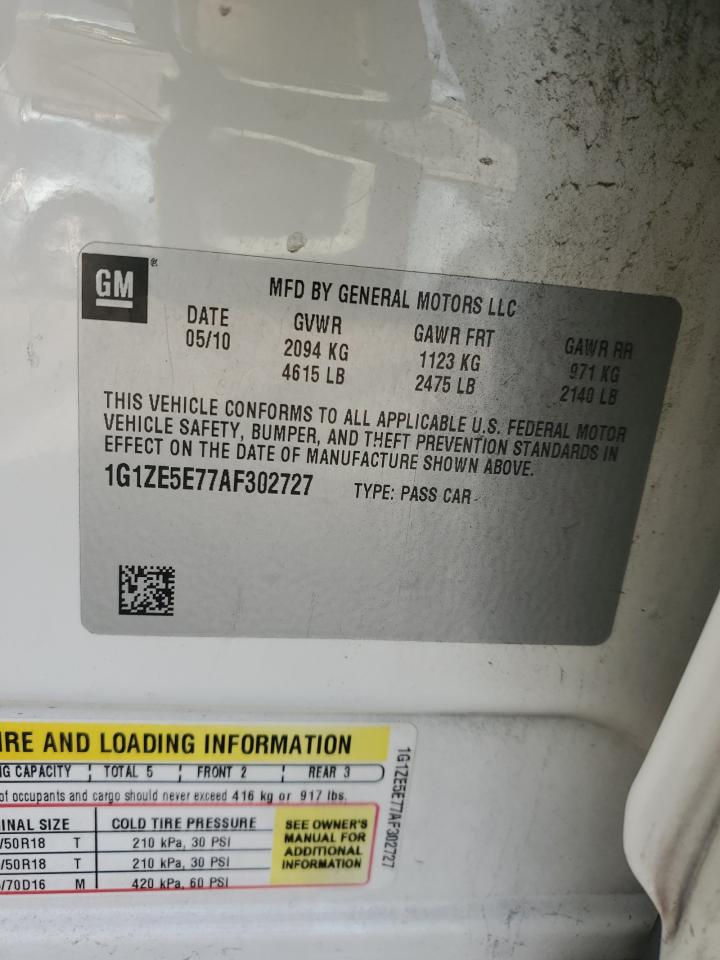 GM®
MFD BY GENERAL MOTORS LLC
DATE GVWR GAWR FRT GAWR RR
05/10 2094 KG 1123 KG 971 KG
4615 LB 2475 LB 2140 LB
THIS VEHICLE CONFORMS TO ALL APPLICABLE U.S. FEDERAL MOTOR
VEHICLE SAFETY, BUMPER, AND THEFT PREVENTION STANDARDS IN
EFFECT ON THE DATE OF MANUFACTURE SHOWN ABOVE.
1G1ZE5E77AF302727 TYPE: PASS CAR
IRE AND LOADING INFORMATION
NG CAPACITY TOTAL 5 FRONT 2 REAR 3
of occupants and cargo should never exceed 416 kg or 917 lbs.
INAL SIZE COLD TIRE PRESSURE
/50R18 T 210 kPa, 30 PSI
/50R18 T 210 kPa, 30 PSI
/70D16 M 420 kPa, 60 PSI
SEE OWNER'S
MANUAL FOR
ADDITIONAL
INFORMATION
1G1ZE5E77AF302727